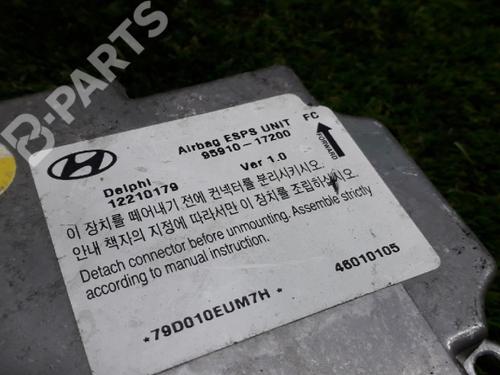 B-PARTS
Airbag ESPS UNIT FC
95910-17200
FORWARD
Delphi Ver 1.0
12210179
이 장치를 떼어내기 전에 컨넥터를 분리시키시오.
안내 책자의 지정에 따라서만 이 장치를 조립하십시오.
Detach connector before unmounting. Assemble strictly
according to manual instruction.
*79D010EUM7H* 46010105